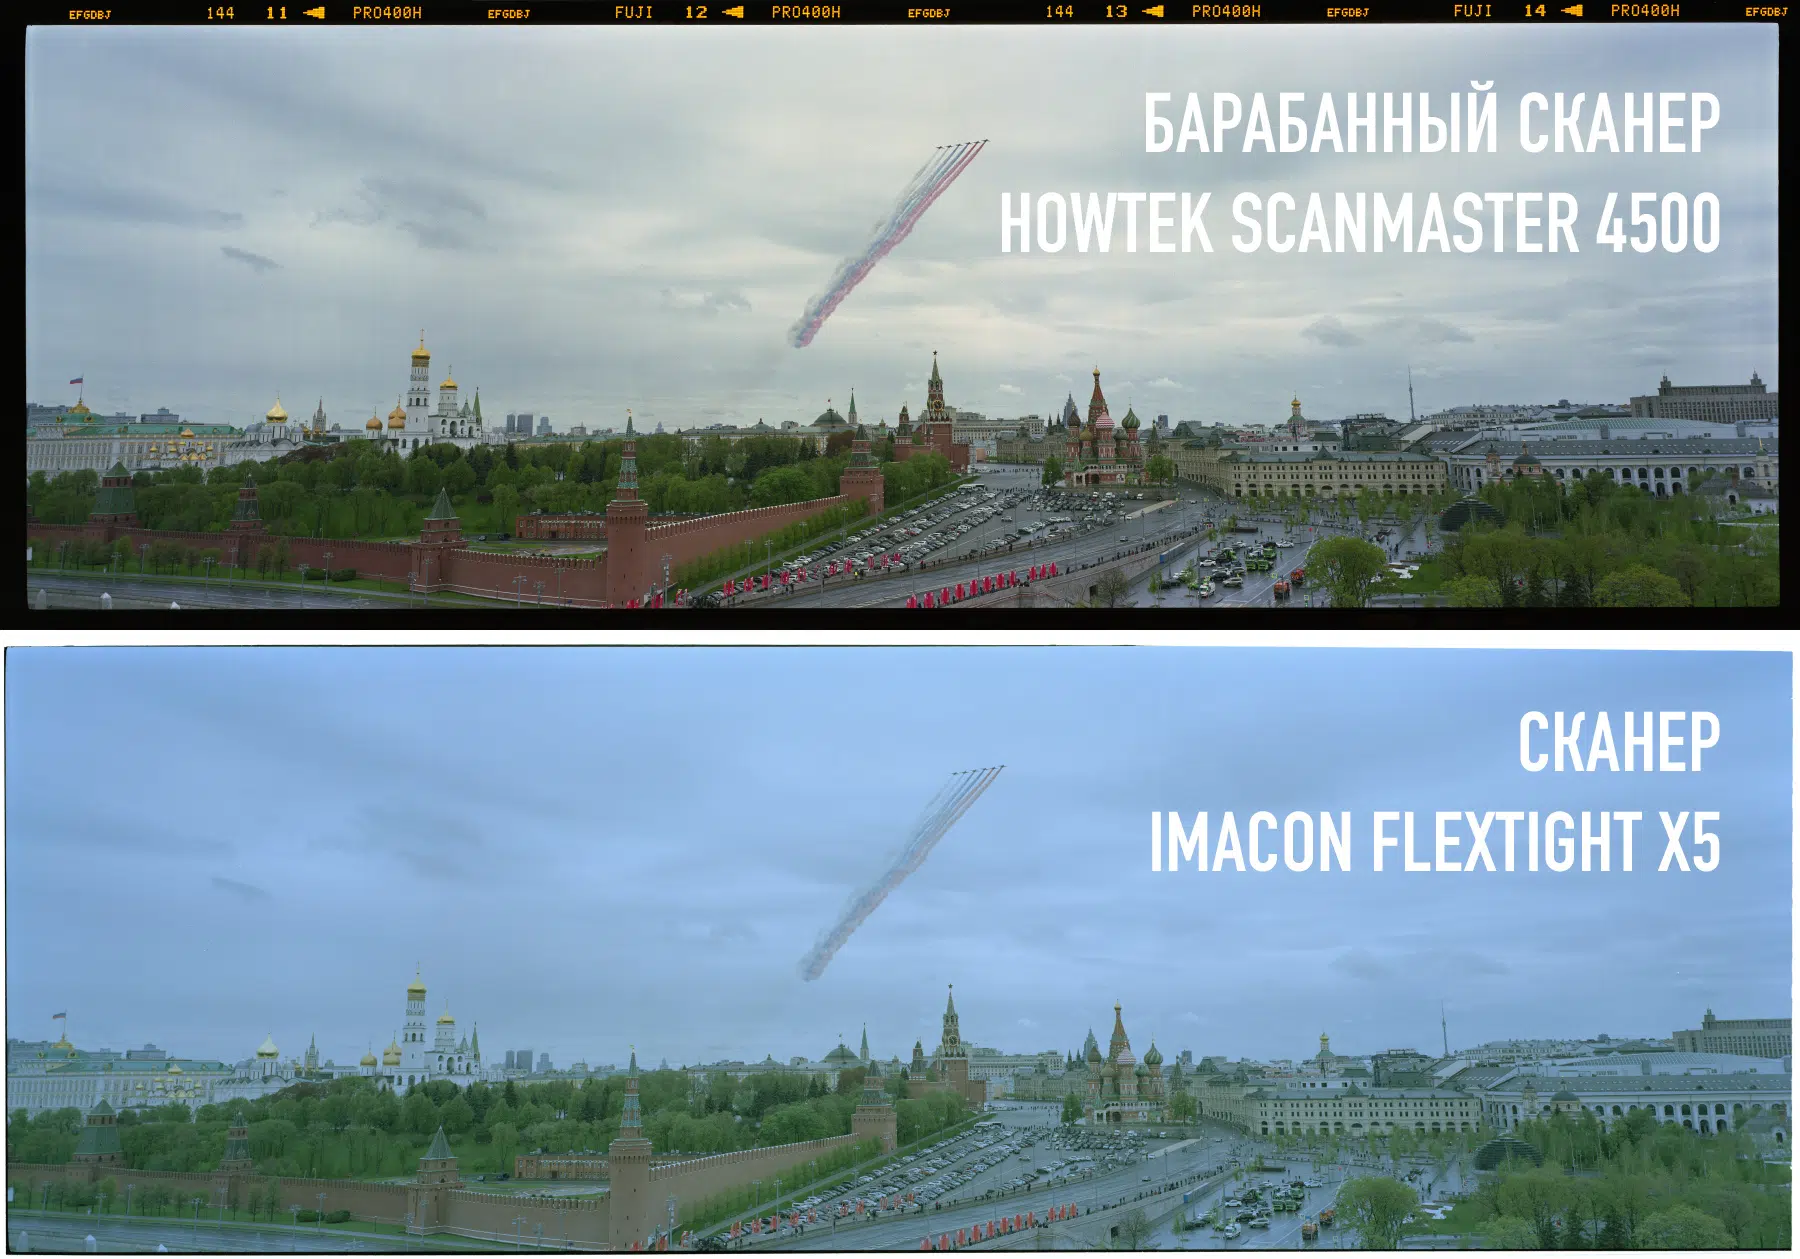 EFGDBJ 144 11 PRO400H EFGDBJ FUJI 12 PRO400H EFGDBJ 144 13 PRO400H EFGDBJ FUJI 14 PRO400H EFGDBJ
БАРАБАННЫЙ СКАНЕР
HOWTEK SCANMASTER 4500
СКАНЕР
IMACON FLEXTIGHT X5